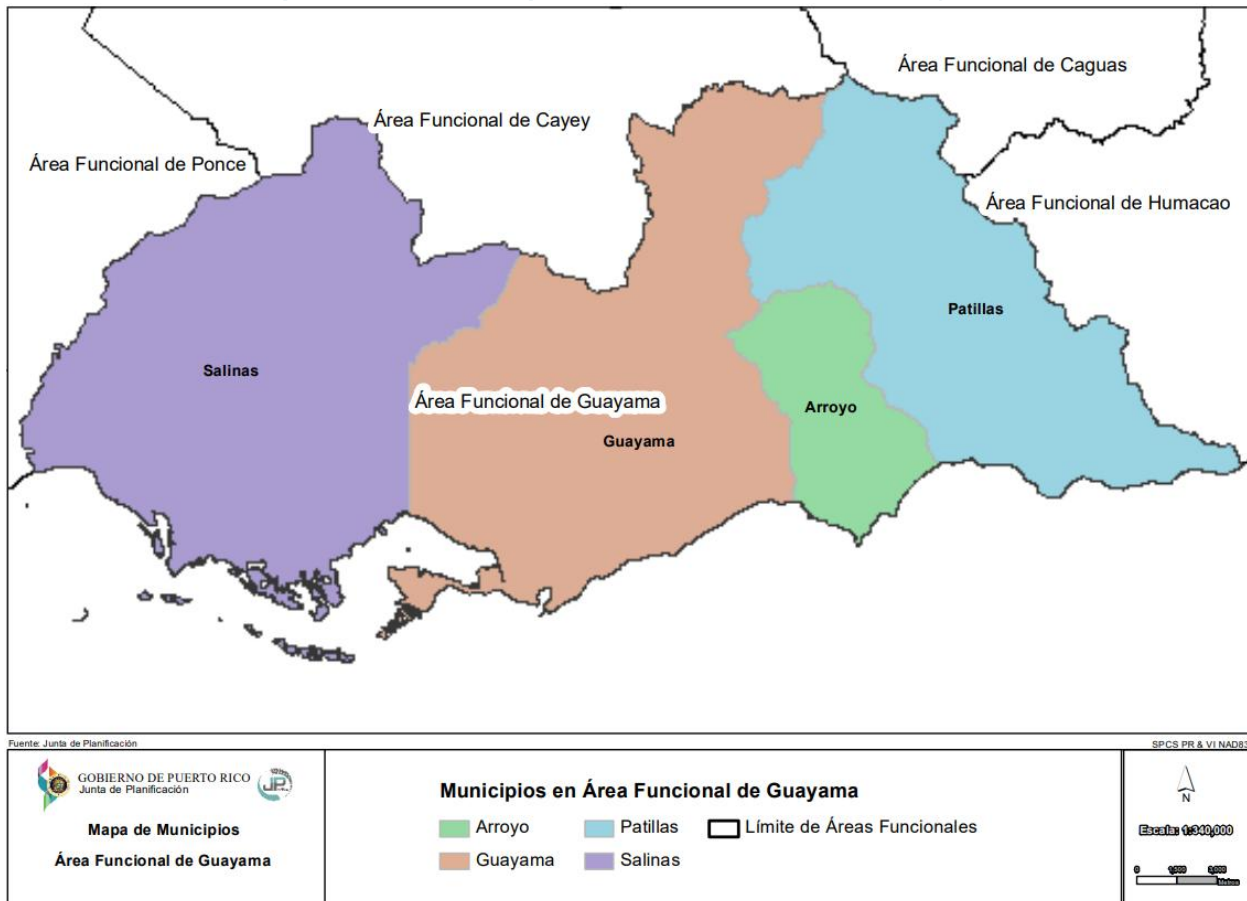 Área Funcional de Caguas
Área Funcional de Cayey
Área Funcional de Ponce
Área Funcional de Humacao
Patillas
Salinas
Área Funcional de Guayama
Arroyo
Guayama
Fuente: Junta de Planificación
SPCS PR & VI NAD83
GOBIERNO DE PUERTO RICO
Junta de Planificación
JP
Mapa de Municipios
Área Funcional de Guayama
Municipios en Área Funcional de Guayama
Arroyo
Patillas
Límite de Áreas Funcionales
Guayama
Salinas
N
Escala: 1:340,000
0
Metros